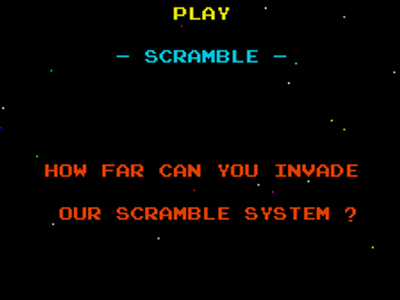 PLAY
- SCRAMBLE -
HOW FAR CAN YOU INVADE
OUR SCRAMBLE SYSTEM ?